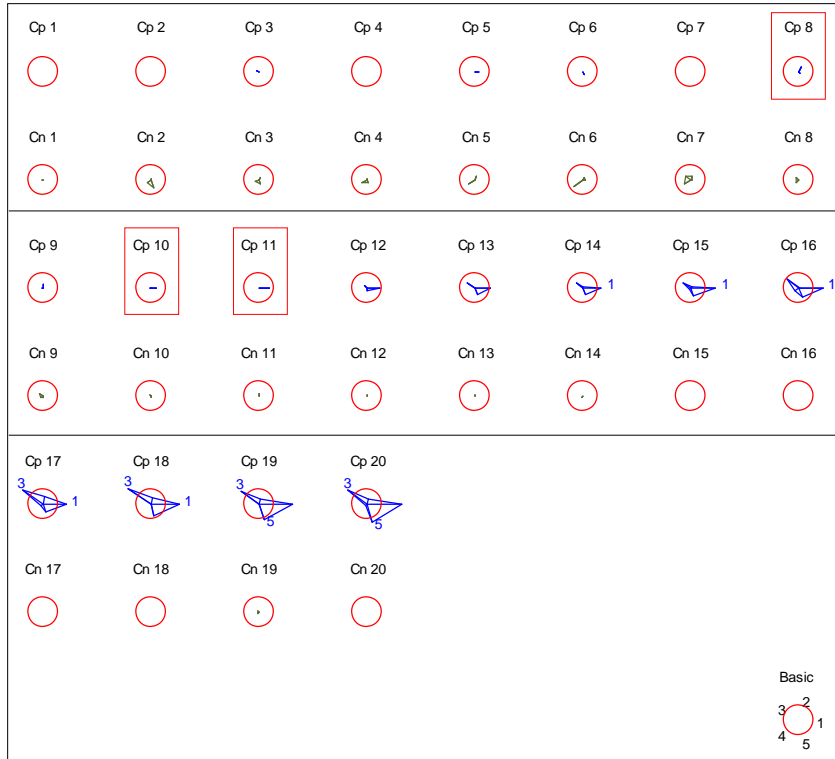 Cp 1 Cp 2 Cp 3 Cp 4 Cp 5 Cp 6 Cp 7 Cp 8
Cn 1 Cn 2 Cn 3 Cn 4 Cn 5 Cn 6 Cn 7 Cn 8
Cp 9 Cp 10 Cp 11 Cp 12 Cp 13 Cp 14 Cp 15 Cp 16
1 1 1
Cn 9 Cn 10 Cn 11 Cn 12 Cn 13 Cn 14 Cn 15 Cn 16
Cp 17 Cp 18 Cp 19 Cp 20
3 3 3 3
1 1
5 5
Cn 17 Cn 18 Cn 19 Cn 20
Basic
2
3
1
4
5